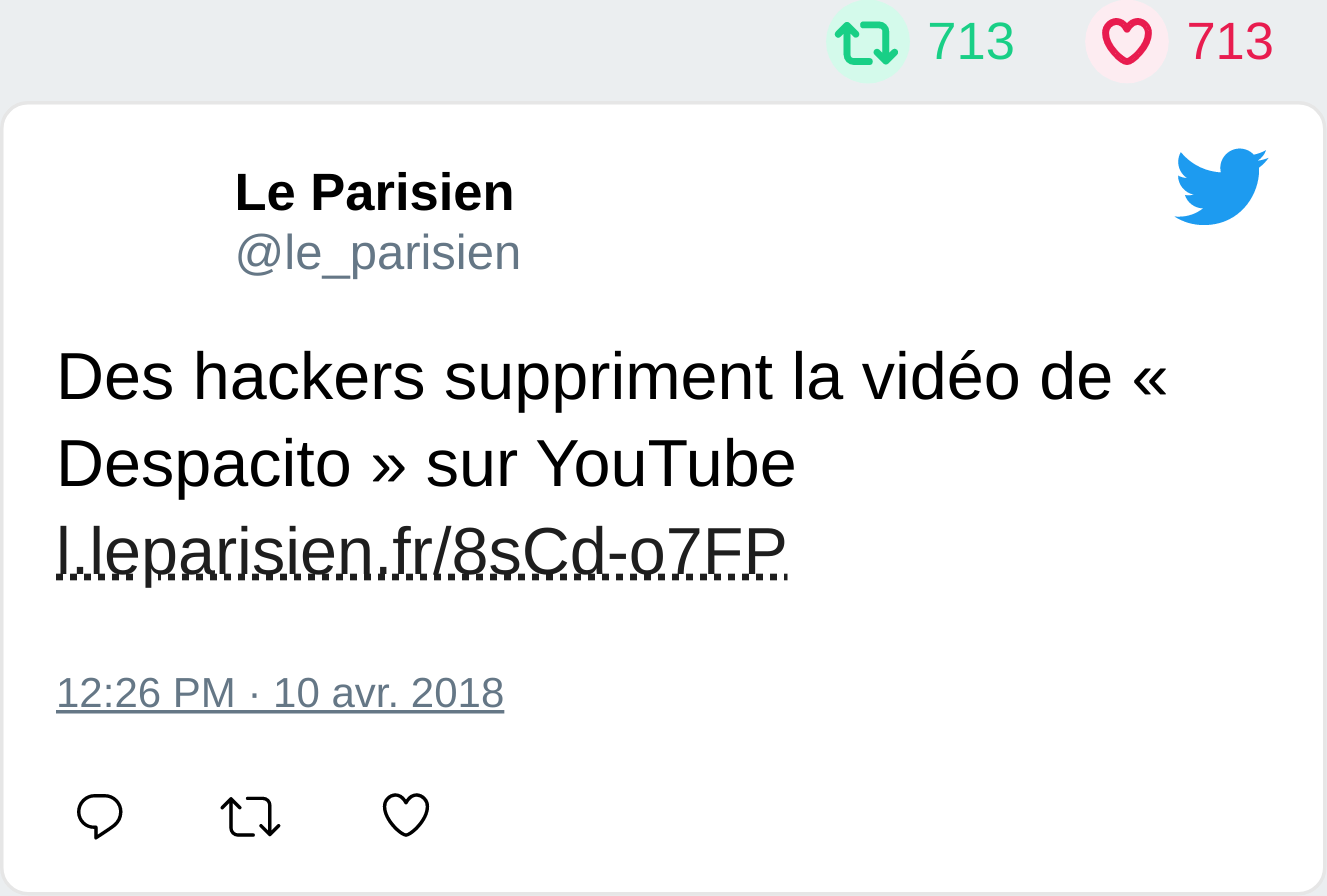 713 713
Le Parisien
@le_parisien
Des hackers suppriment la vidéo de «
Despacito » sur YouTube
l.leparisien.fr/8sCd-o7FP
12:26 PM · 10 avr. 2018